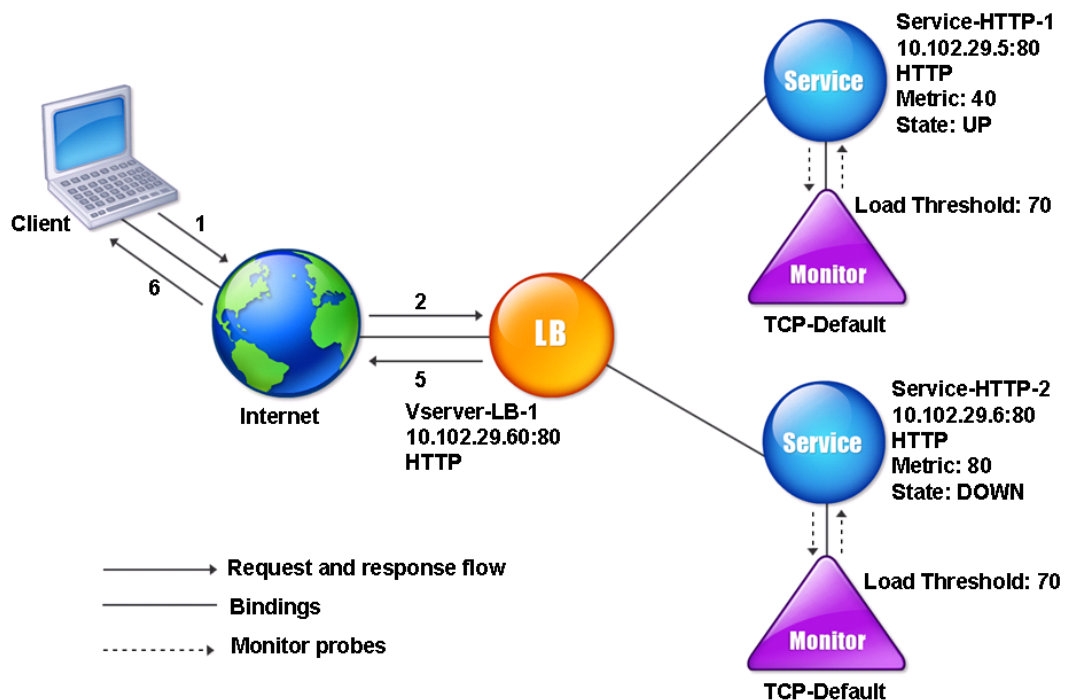 Service-HTTP-1
10.102.29.5:80
HTTP
Metric: 40
State: UP
Service
Load Threshold: 70
Monitor
TCP-Default
Client
1
6
2
5
LB
Internet
Vserver-LB-1
10.102.29.60:80
HTTP
Service-HTTP-2
10.102.29.6:80
HTTP
Metric: 80
State: DOWN
Service
Load Threshold: 70
Monitor
TCP-Default
Request and response flow
Bindings
Monitor probes